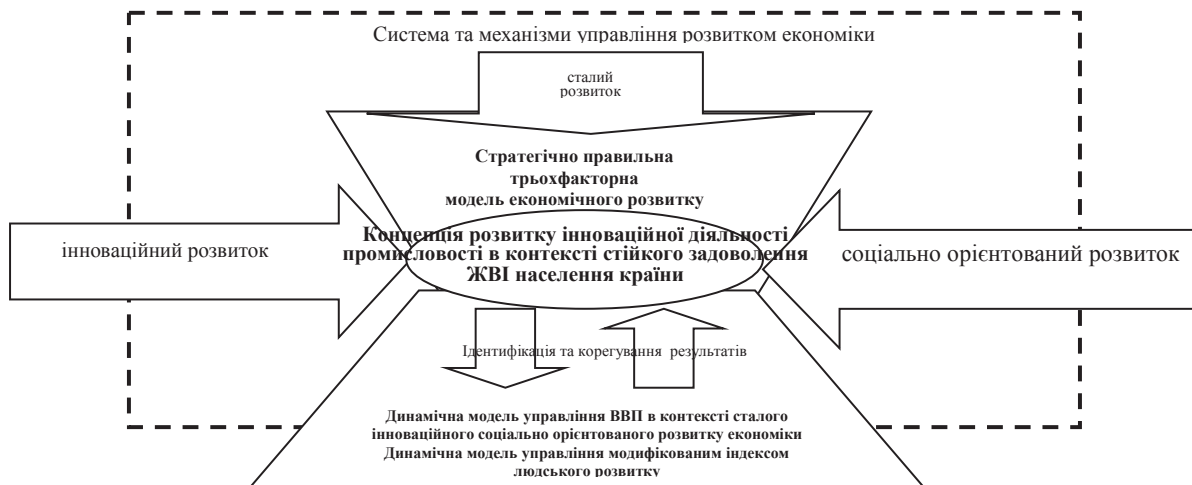 Система та механізми управління розвитком економіки
сталий
розвиток
Стратегічно правильна
трьохфакторна
модель економічного розвитку
інноваційний розвиток
Концепція розвитку інноваційної діяльності
промисловості в контексті стійкого задоволення
ЖВІ населення країни
соціально орієнтований розвиток
Ідентифікація та корегування результатів
Динамічна модель управління ВВП в контексті сталого
інноваційного соціально орієнтованого розвитку економіки
Динамічна модель управління модифікованим індексом
людського розвитку